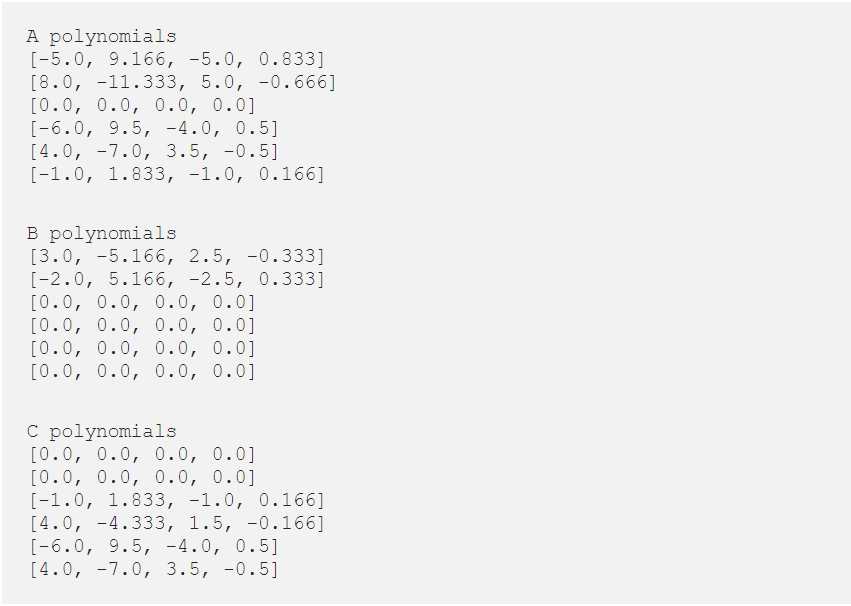 A polynomials
[-5.0, 9.166, -5.0, 0.833]
[8.0, -11.333, 5.0, -0.666]
[0.0, 0.0, 0.0, 0.0]
[-6.0, 9.5, -4.0, 0.5]
[4.0, -7.0, 3.5, -0.5]
[-1.0, 1.833, -1.0, 0.166]
B polynomials
[3.0, -5.166, 2.5, -0.333]
[-2.0, 5.166, -2.5, 0.333]
[0.0, 0.0, 0.0, 0.0]
[0.0, 0.0, 0.0, 0.0]
[0.0, 0.0, 0.0, 0.0]
[0.0, 0.0, 0.0, 0.0]
C polynomials
[0.0, 0.0, 0.0, 0.0]
[0.0, 0.0, 0.0, 0.0]
[-1.0, 1.833, -1.0, 0.166]
[4.0, -4.333, 1.5, -0.166]
[-6.0, 9.5, -4.0, 0.5]
[4.0, -7.0, 3.5, -0.5]